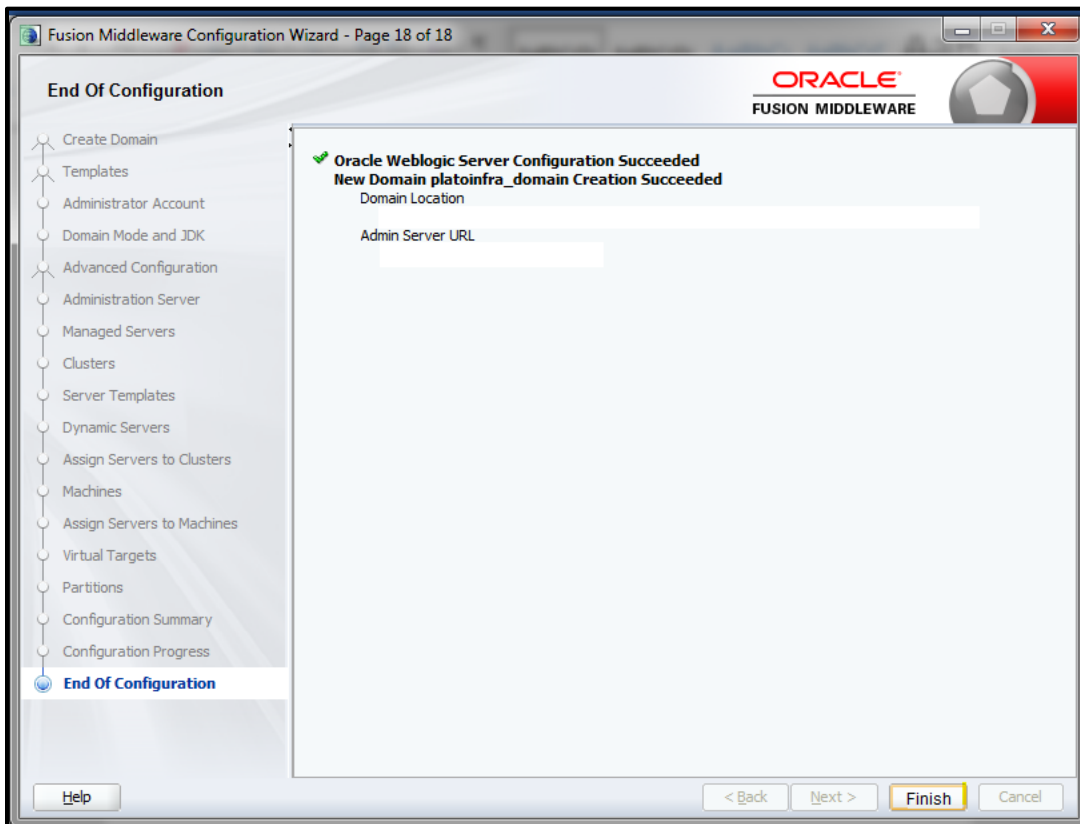 Fusion Middleware Configuration Wizard - Page 18 of 18
End Of Configuration
ORACLE
FUSION MIDDLEWARE
Create Domain
Templates
Administrator Account
Domain Mode and JDK
Advanced Configuration
Administration Server
Managed Servers
Clusters
Server Templates
Dynamic Servers
Assign Servers to Clusters
Machines
Assign Servers to Machines
Virtual Targets
Partitions
Configuration Summary
Configuration Progress
End Of Configuration
Oracle Weblogic Server Configuration Succeeded
New Domain platoinfra_domain Creation Succeeded
Domain Location
Admin Server URL
Help
< Back
Next >
Finish
Cancel